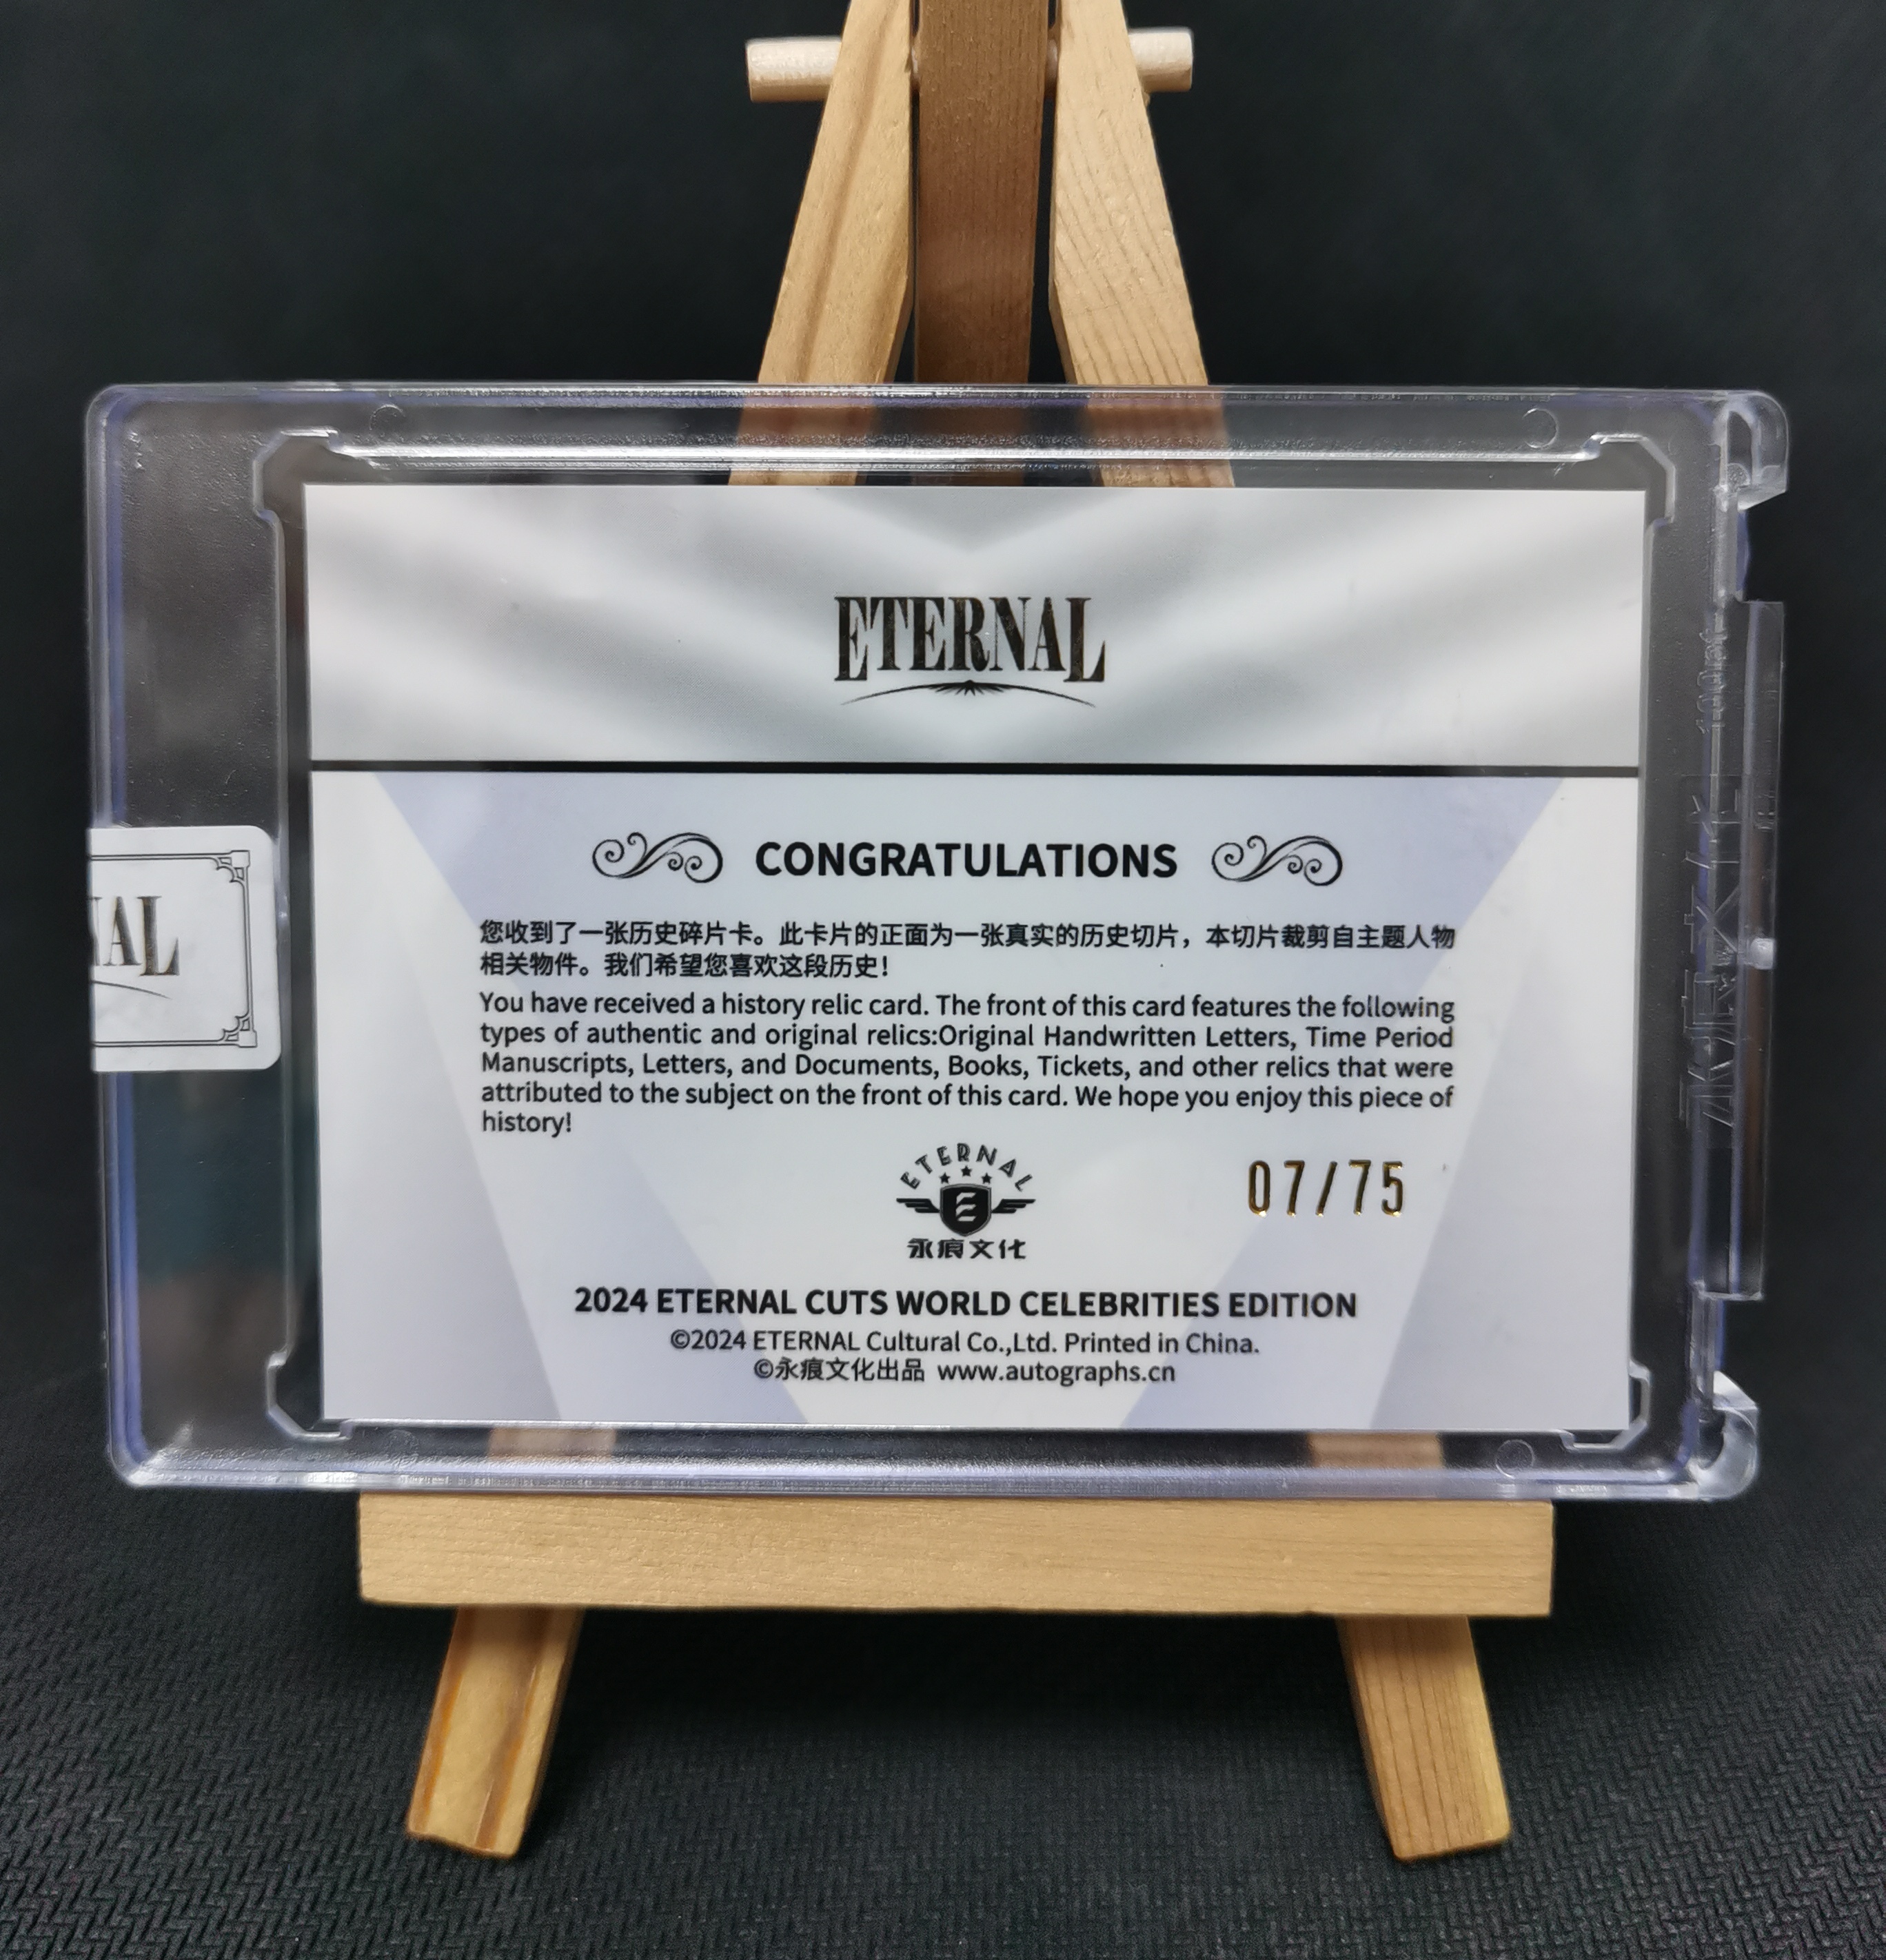 ETERNAL
CONGRATULATIONS
您收到了一张历史碎片卡。此卡片的正面为一张真实的历史切片，本切片裁剪自主题人物
相关物件。我们希望您喜欢这段历史！
You have received a history relic card. The front of this card features the following
types of authentic and original relics:Original Handwritten Letters, Time Period
Manuscripts, Letters, and Documents, Books, Tickets, and other relics that were
attributed to the subject on the front of this card. We hope you enjoy this piece of
history!
ETERNAL
永痕文化
07/75
2024 ETERNAL CUTS WORLD CELEBRITIES EDITION
©2024 ETERNAL Cultural Co.,Ltd. Printed in China.
©永痕文化出品 www.autographs.cn
NAL
永痕文化